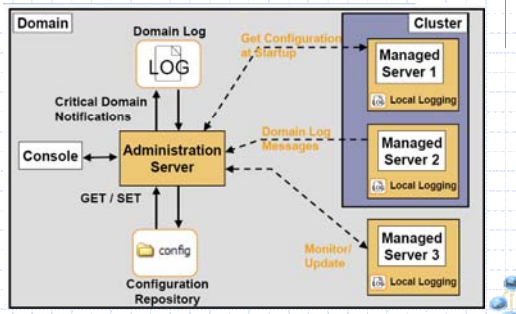 Domain
Cluster
Domain Log
LOG
Get Configuration
at Startup
Managed
Server 1
Local Logging
Critical Domain
Notifications
Console
Administration
Server
Domain Log
Messages
Managed
Server 2
Local Logging
GET / SET
config
Configuration
Repository
Monitor/
Update
Managed
Server 3
Local Logging